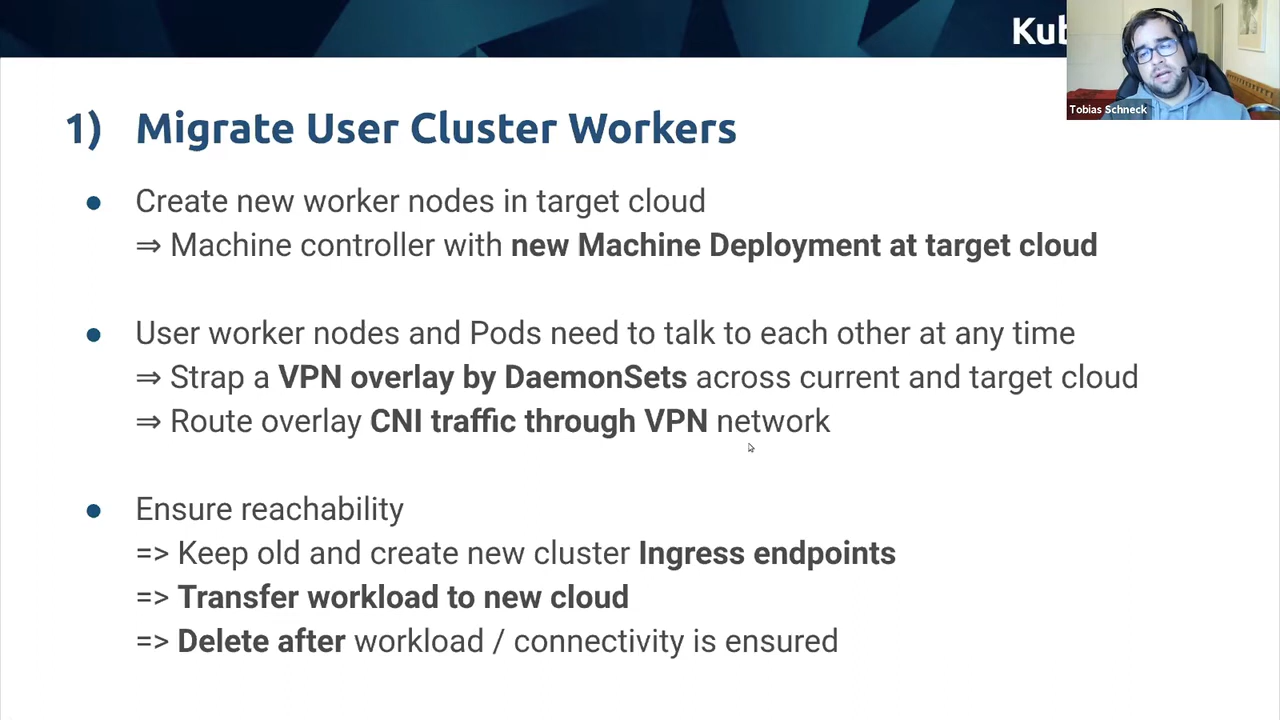 Tobias Schneck
1) Migrate User Cluster Workers
● Create new worker nodes in target cloud
⇒ Machine controller with new Machine Deployment at target cloud
● User worker nodes and Pods need to talk to each other at any time
⇒ Strap a VPN overlay by DaemonSets across current and target cloud
⇒ Route overlay CNI traffic through VPN network
● Ensure reachability
=> Keep old and create new cluster Ingress endpoints
=> Transfer workload to new cloud
=> Delete after workload / connectivity is ensured